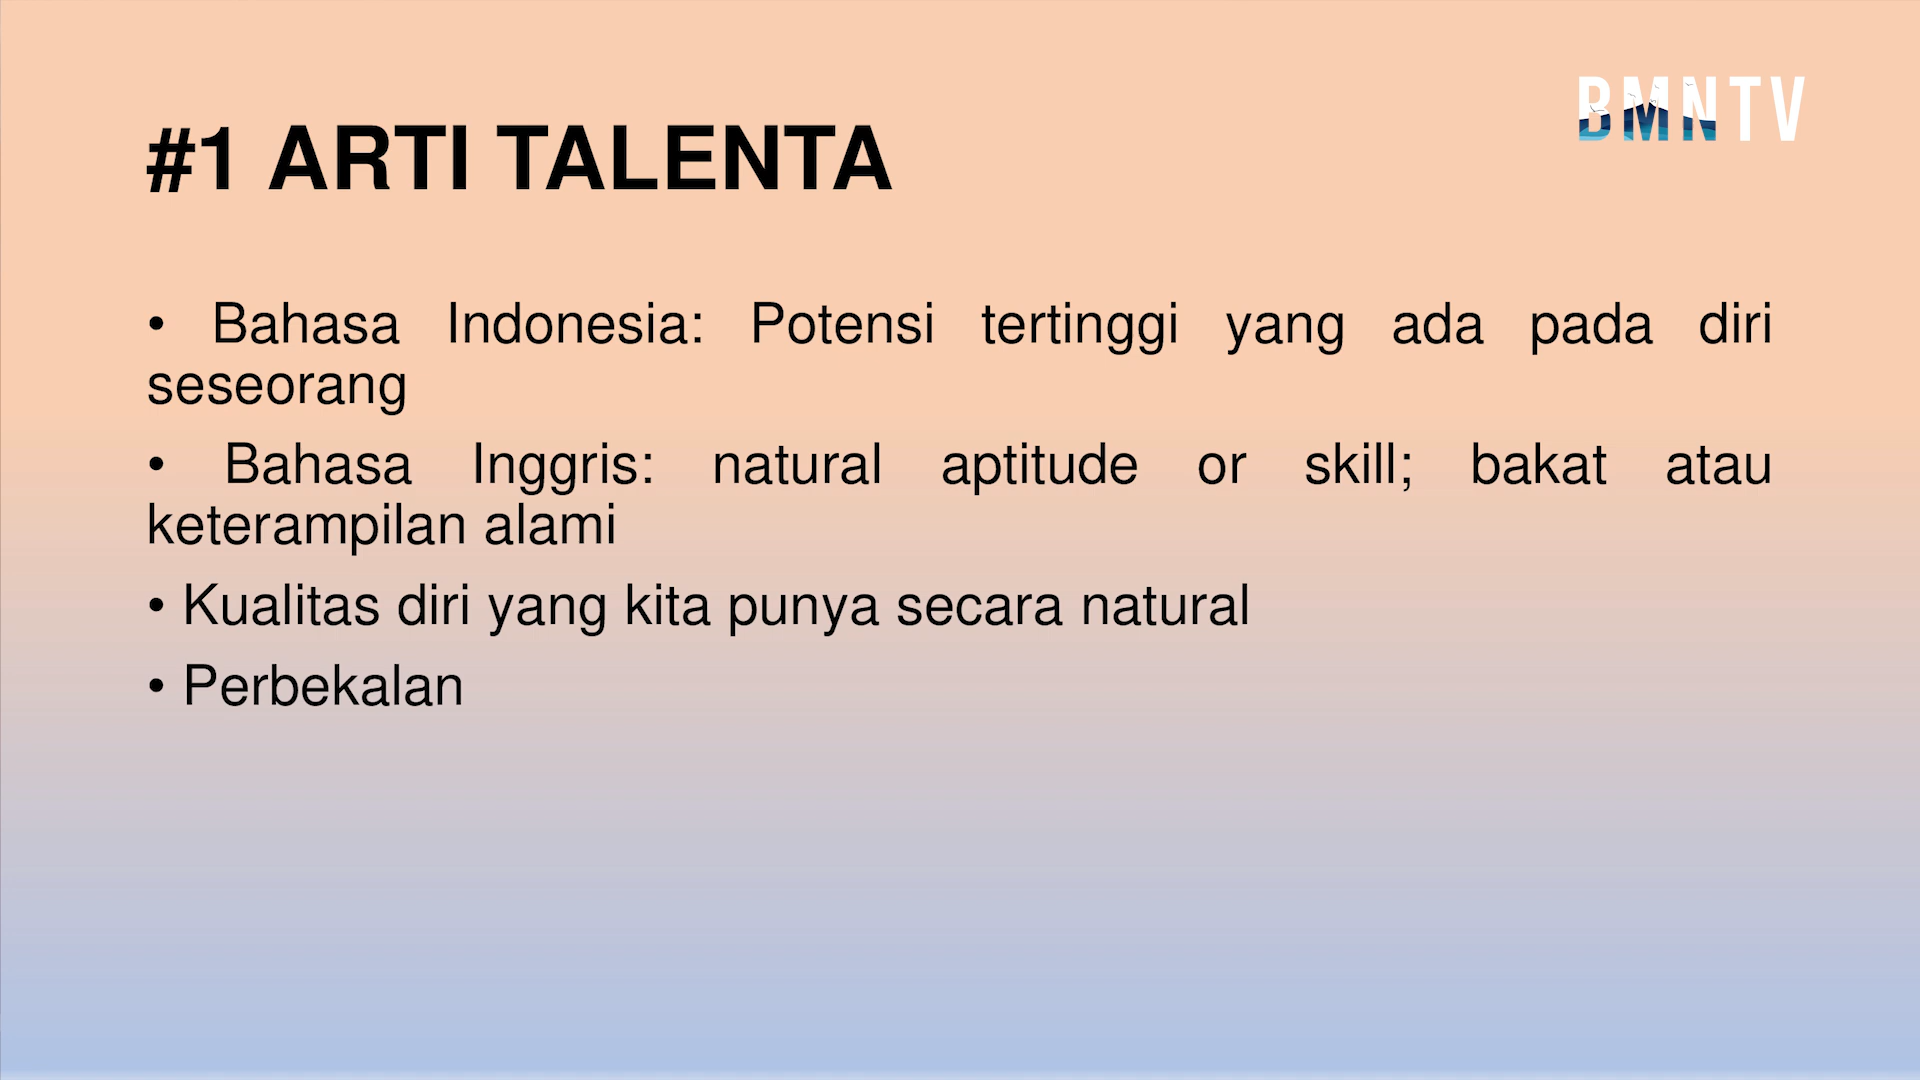 BMNTV
#1 ARTI TALENTA
• Bahasa Indonesia: Potensi tertinggi yang ada pada diri
seseorang
• Bahasa Inggris: natural aptitude or skill; bakat atau
keterampilan alami
• Kualitas diri yang kita punya secara natural
• Perbekalan